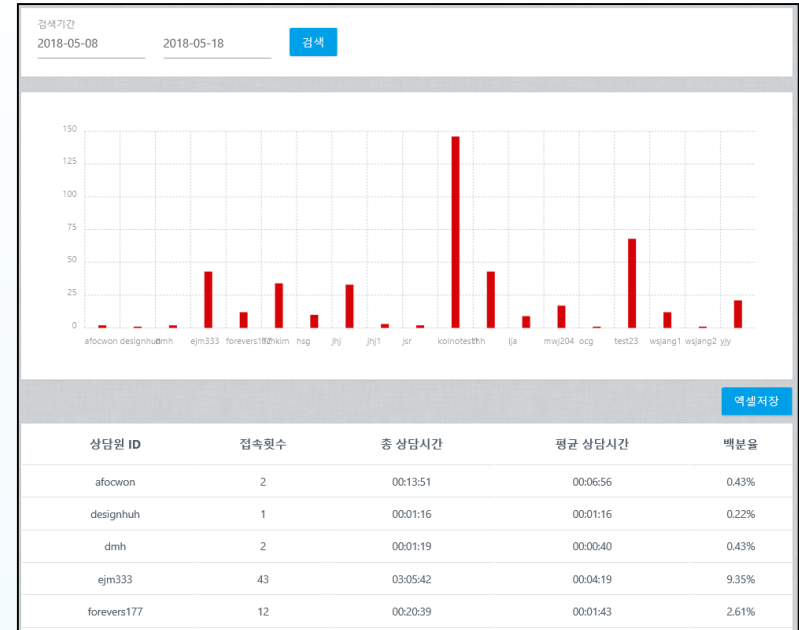 검색기간
2018-05-08 2018-05-18 검색
150
125
100
75
50
25
0
afocwon designhuh dmh ejm333 forevers177 hsg jhj jhj1 jsr koinotest lja mwj204 ocg test23 wsjang1 wsjang2 yjy
엑셀저장
상담원 ID 접속횟수 총 상담시간 평균 상담시간 백분율
afocwon 2 00:13:51 00:06:56 0.43%
designhuh 1 00:01:16 00:01:16 0.22%
dmh 2 00:01:19 00:00:40 0.43%
ejm333 43 03:05:42 00:04:19 9.35%
forevers177 12 00:20:39 00:01:43 2.61%